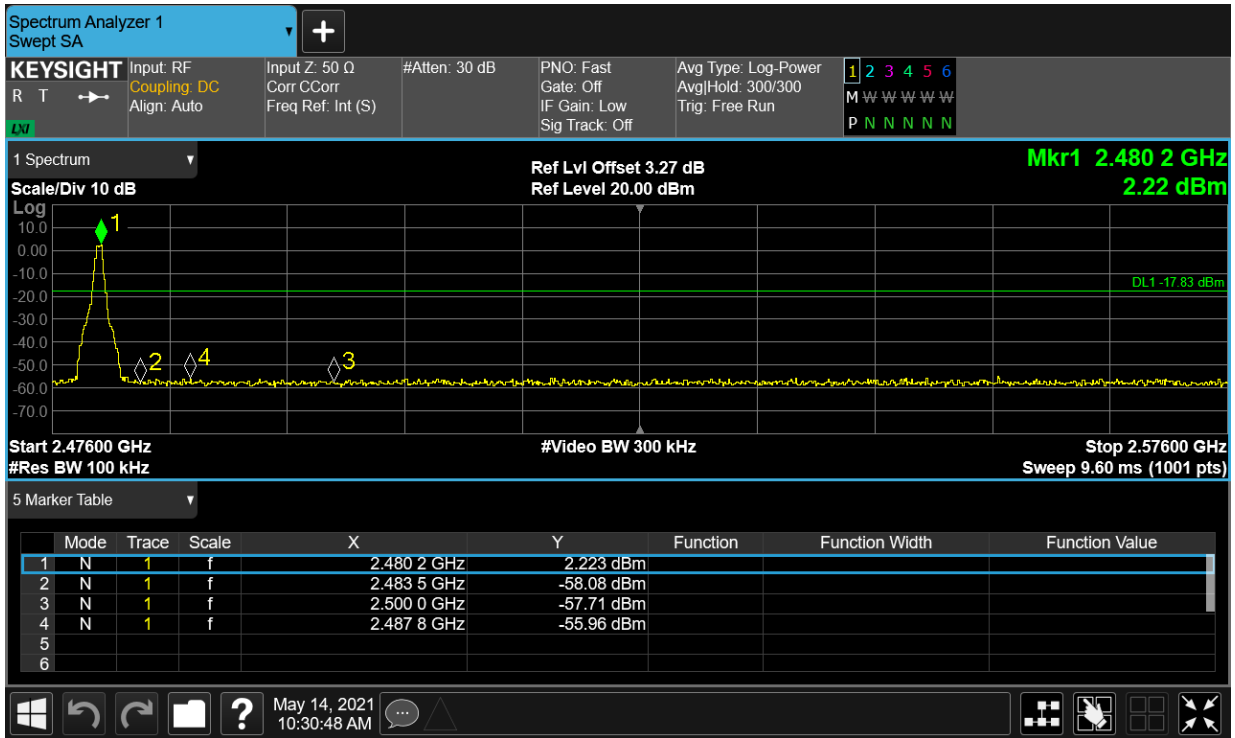 Spectrum Analyzer 1
Swept SA
+
KEYSIGHT
R T
LXI
Input: RF
Coupling: DC
Align: Auto
Input Z: 50 Ω
Corr CCorr
Freq Ref: Int (S)
#Atten: 30 dB
PNO: Fast
Gate: Off
IF Gain: Low
Sig Track: Off
Avg Type: Log-Power
Avg|Hold: 300/300
Trig: Free Run
1 2 3 4 5 6
M W W W W W
P N N N N N
1 Spectrum
Scale/Div 10 dB
Ref Lvl Offset 3.27 dB
Ref Level 20.00 dBm
Mkr1 2.480 2 GHz
2.22 dBm
Log
10.0
0.00
-10.0
-20.0
-30.0
-40.0
-50.0
-60.0
-70.0
1
DL1 -17.83 dBm
2
4
3
Start 2.47600 GHz
#Video BW 300 kHz
Stop 2.57600 GHz
#Res BW 100 kHz
Sweep 9.60 ms (1001 pts)
5 Marker Table
Mode Trace Scale X Y Function Function Width Function Value
1 N 1 f 2.480 2 GHz 2.223 dBm
2 N 1 f 2.483 5 GHz -58.08 dBm
3 N 1 f 2.500 0 GHz -57.71 dBm
4 N 1 f 2.487 8 GHz -55.96 dBm
5
6
?
May 14, 2021
10:30:48 AM